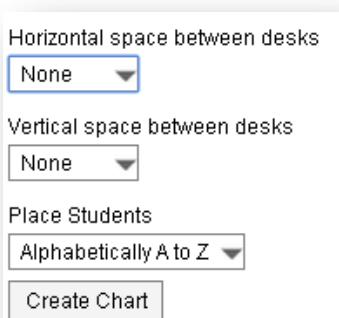 Horizontal space between desks
None
Vertical space between desks
None
Place Students
Alphabetically A to Z
Create Chart